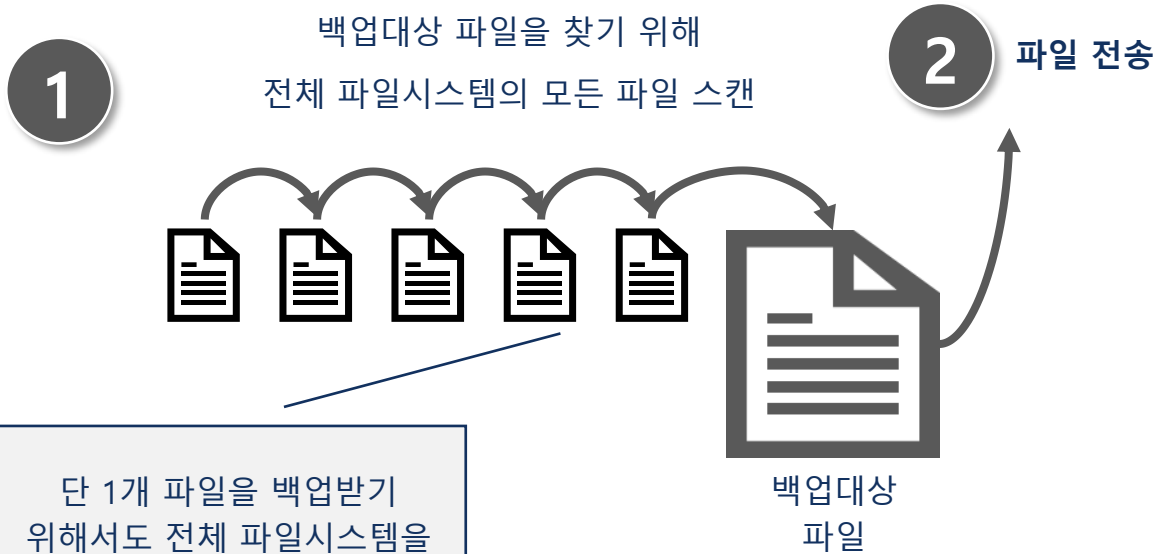 1
백업대상 파일을 찾기 위해
전체 파일시스템의 모든 파일 스캔
2
파일 전송
단 1개 파일을 백업받기
위해서도 전체 파일시스템을
백업대상
파일